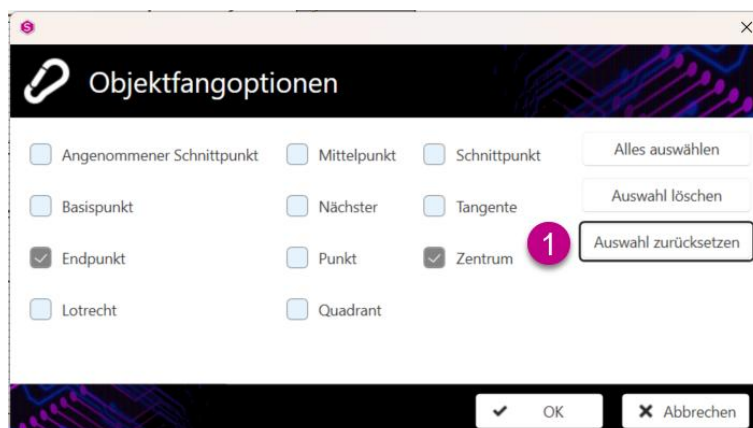 S
Objektfangoptionen
Angenommener Schnittpunkt
Mittelpunkt
Schnittpunkt
Alles auswählen
Basispunkt
Nächster
Tangente
Auswahl löschen
Endpunkt
Punkt
Zentrum
1
Auswahl zurücksetzen
Lotrecht
Quadrant
OK
Abbrechen